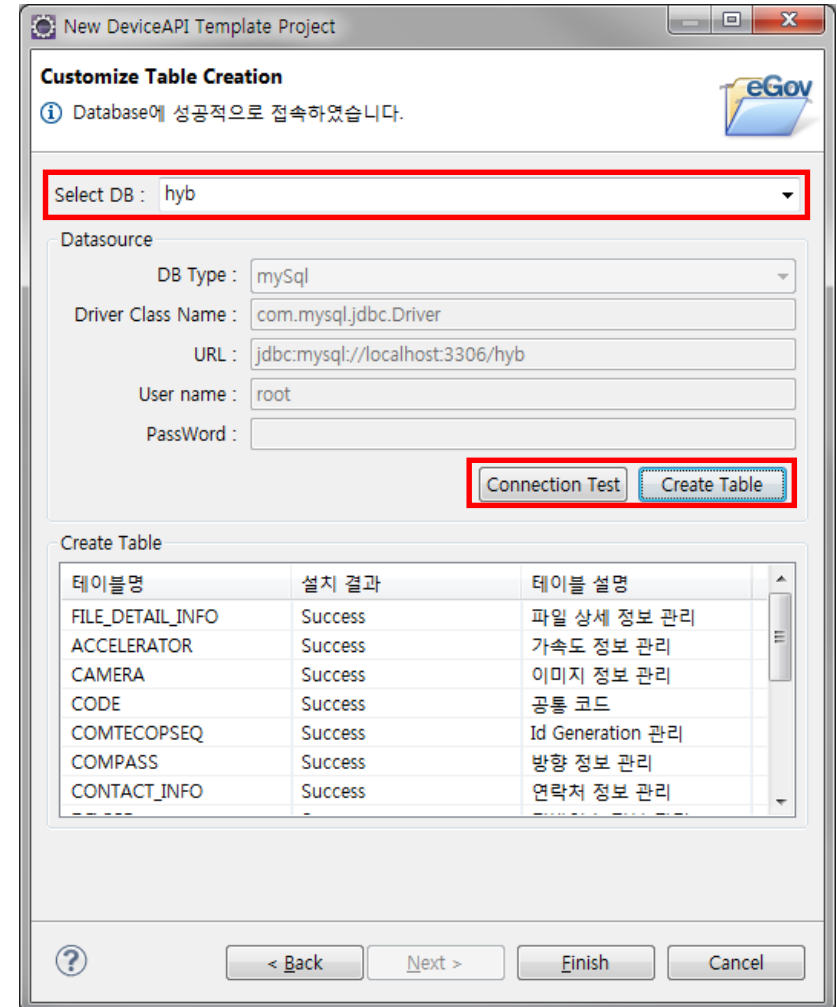 New DeviceAPI Template Project
Customize Table Creation
Database에 성공적으로 접속하였습니다.
eGov
Select DB : hyb
Datasource
DB Type : mySql
Driver Class Name : com.mysql.jdbc.Driver
URL : jdbc:mysql://localhost:3306/hyb
User name : root
PassWord :
Connection Test Create Table
Create Table
테이블명 설치 결과 테이블 설명
FILE_DETAIL_INFO Success 파일 상세 정보 관리
ACCELERATOR Success 가속도 정보 관리
CAMERA Success 이미지 정보 관리
CODE Success 공통 코드
COMTECOPSEQ Success Id Generation 관리
COMPASS Success 방향 정보 관리
CONTACT_INFO Success 연락처 정보 관리
< Back Next > Finish Cancel